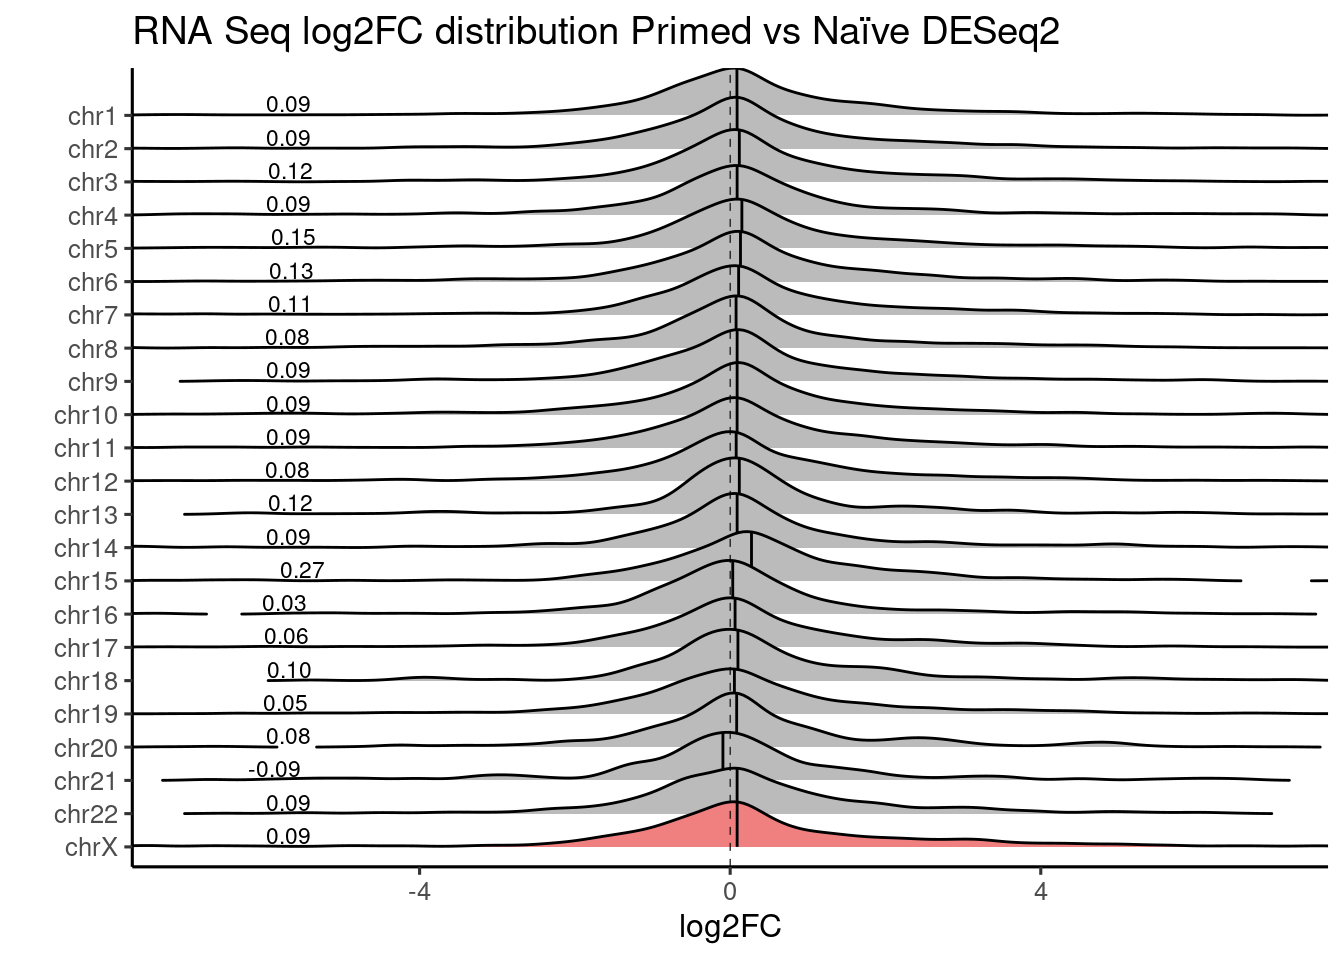 RNA Seq log2FC distribution Primed vs Naïve DESeq2
chr1 0.09
chr2 0.09
chr3 0.12
chr4 0.09
chr5 0.15
chr6 0.13
chr7 0.11
chr8 0.08
chr9 0.09
chr10 0.09
chr11 0.09
chr12 0.08
chr13 0.12
chr14 0.09
chr15 0.27
chr16 0.03
chr17 0.06
chr18 0.10
chr19 0.05
chr20 0.08
chr21 -0.09
chr22 0.09
chrX 0.09
-4 0 4
log2FC